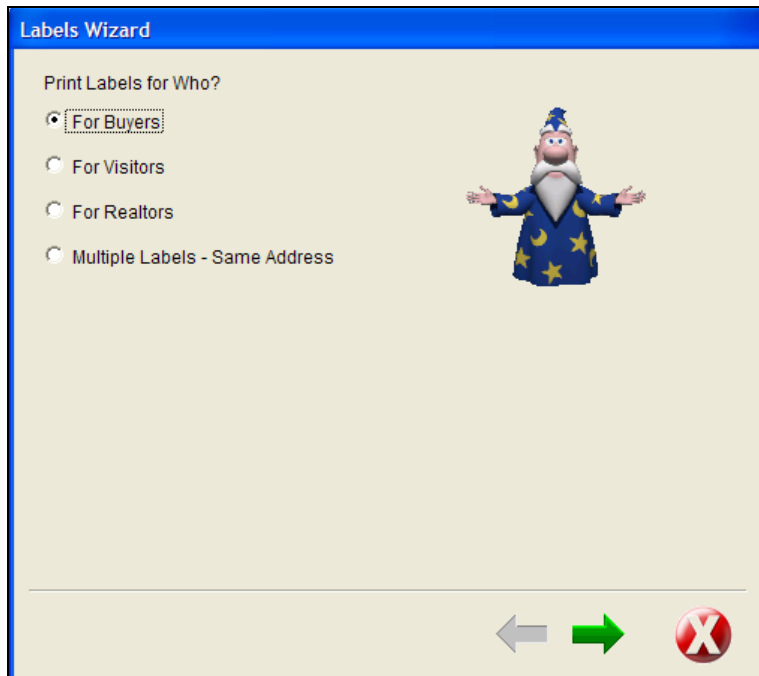 Labels Wizard
Print Labels for Who?
For Buyers
For Visitors
For Realtors
Multiple Labels - Same Address
X